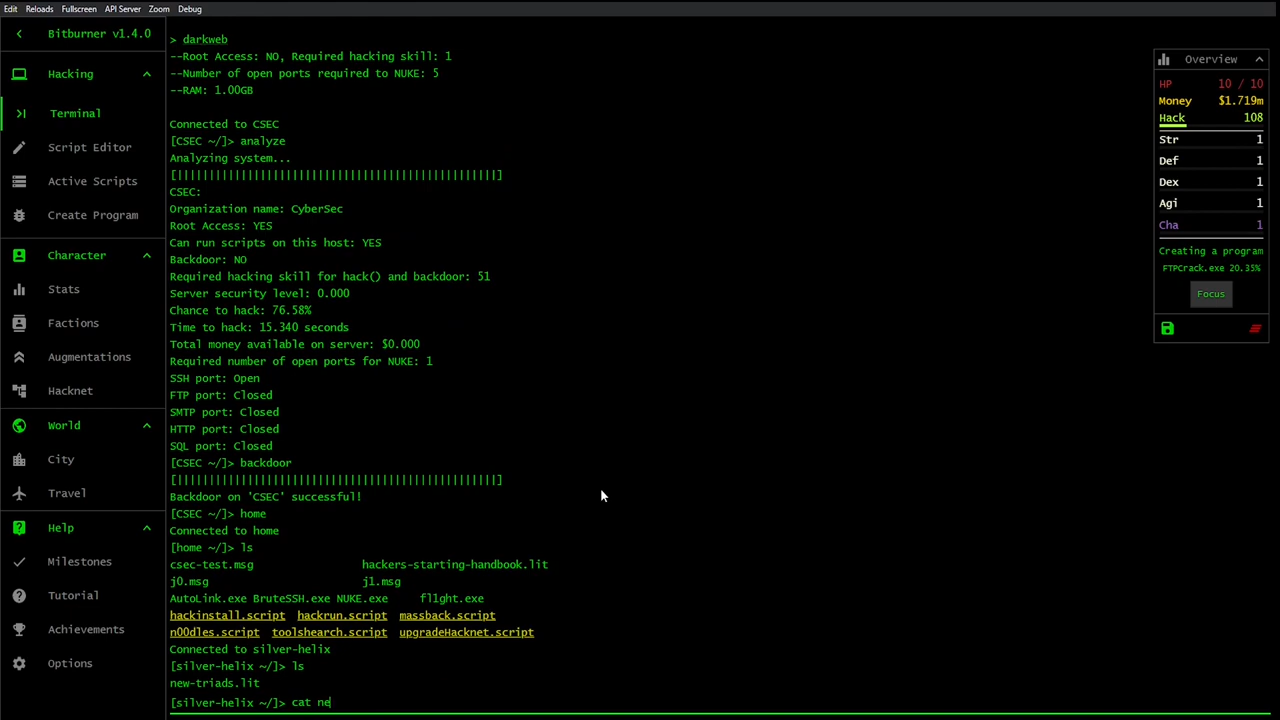 Edit Reloads Fullscreen API Server Zoom Debug
Bitburner v1.4.0
Hacking
Terminal
Script Editor
Active Scripts
Create Program
Character
Stats
Factions
Augmentations
Hacknet
World
City
Travel
Help
Milestones
Tutorial
Achievements
Options
> darkweb
--Root Access: NO, Required hacking skill: 1
--Number of open ports required to NUKE: 5
--RAM: 1.00GB
Connected to CSEC
[CSEC ~/]> analyze
Analyzing system...
[||||||||||||||||||||||||||||||||||||||||||||||||||]
CSEC:
Organization name: CyberSec
Root Access: YES
Can run scripts on this host: YES
Backdoor: NO
Required hacking skill for hack() and backdoor: 51
Server security level: 0.000
Chance to hack: 76.58%
Time to hack: 15.340 seconds
Total money available on server: $0.000
Required number of open ports for NUKE: 1
SSH port: Open
FTP port: Closed
SMTP port: Closed
HTTP port: Closed
SQL port: Closed
[CSEC ~/]> backdoor
[||||||||||||||||||||||||||||||||||||||||||||||||||]
Backdoor on 'CSEC' successful!
[CSEC ~/]> home
Connected to home
[home ~/]> ls
csec-test.msg hackers-starting-handbook.lit
j0.msg j1.msg
AutoLink.exe BruteSSH.exe NUKE.exe fl1ght.exe
hackinstall.script hackrun.script massback.script
n00dles.script toolshearch.script upgradeHacknet.script
Connected to silver-helix
[silver-helix ~/]> ls
new-triads.lit
[silver-helix ~/]> cat ne
Overview
HP 10 / 10
Money $1.719m
Hack 108
Str 1
Def 1
Dex 1
Agi 1
Cha 1
Creating a program
FTPCrack.exe 20.35%
Focus